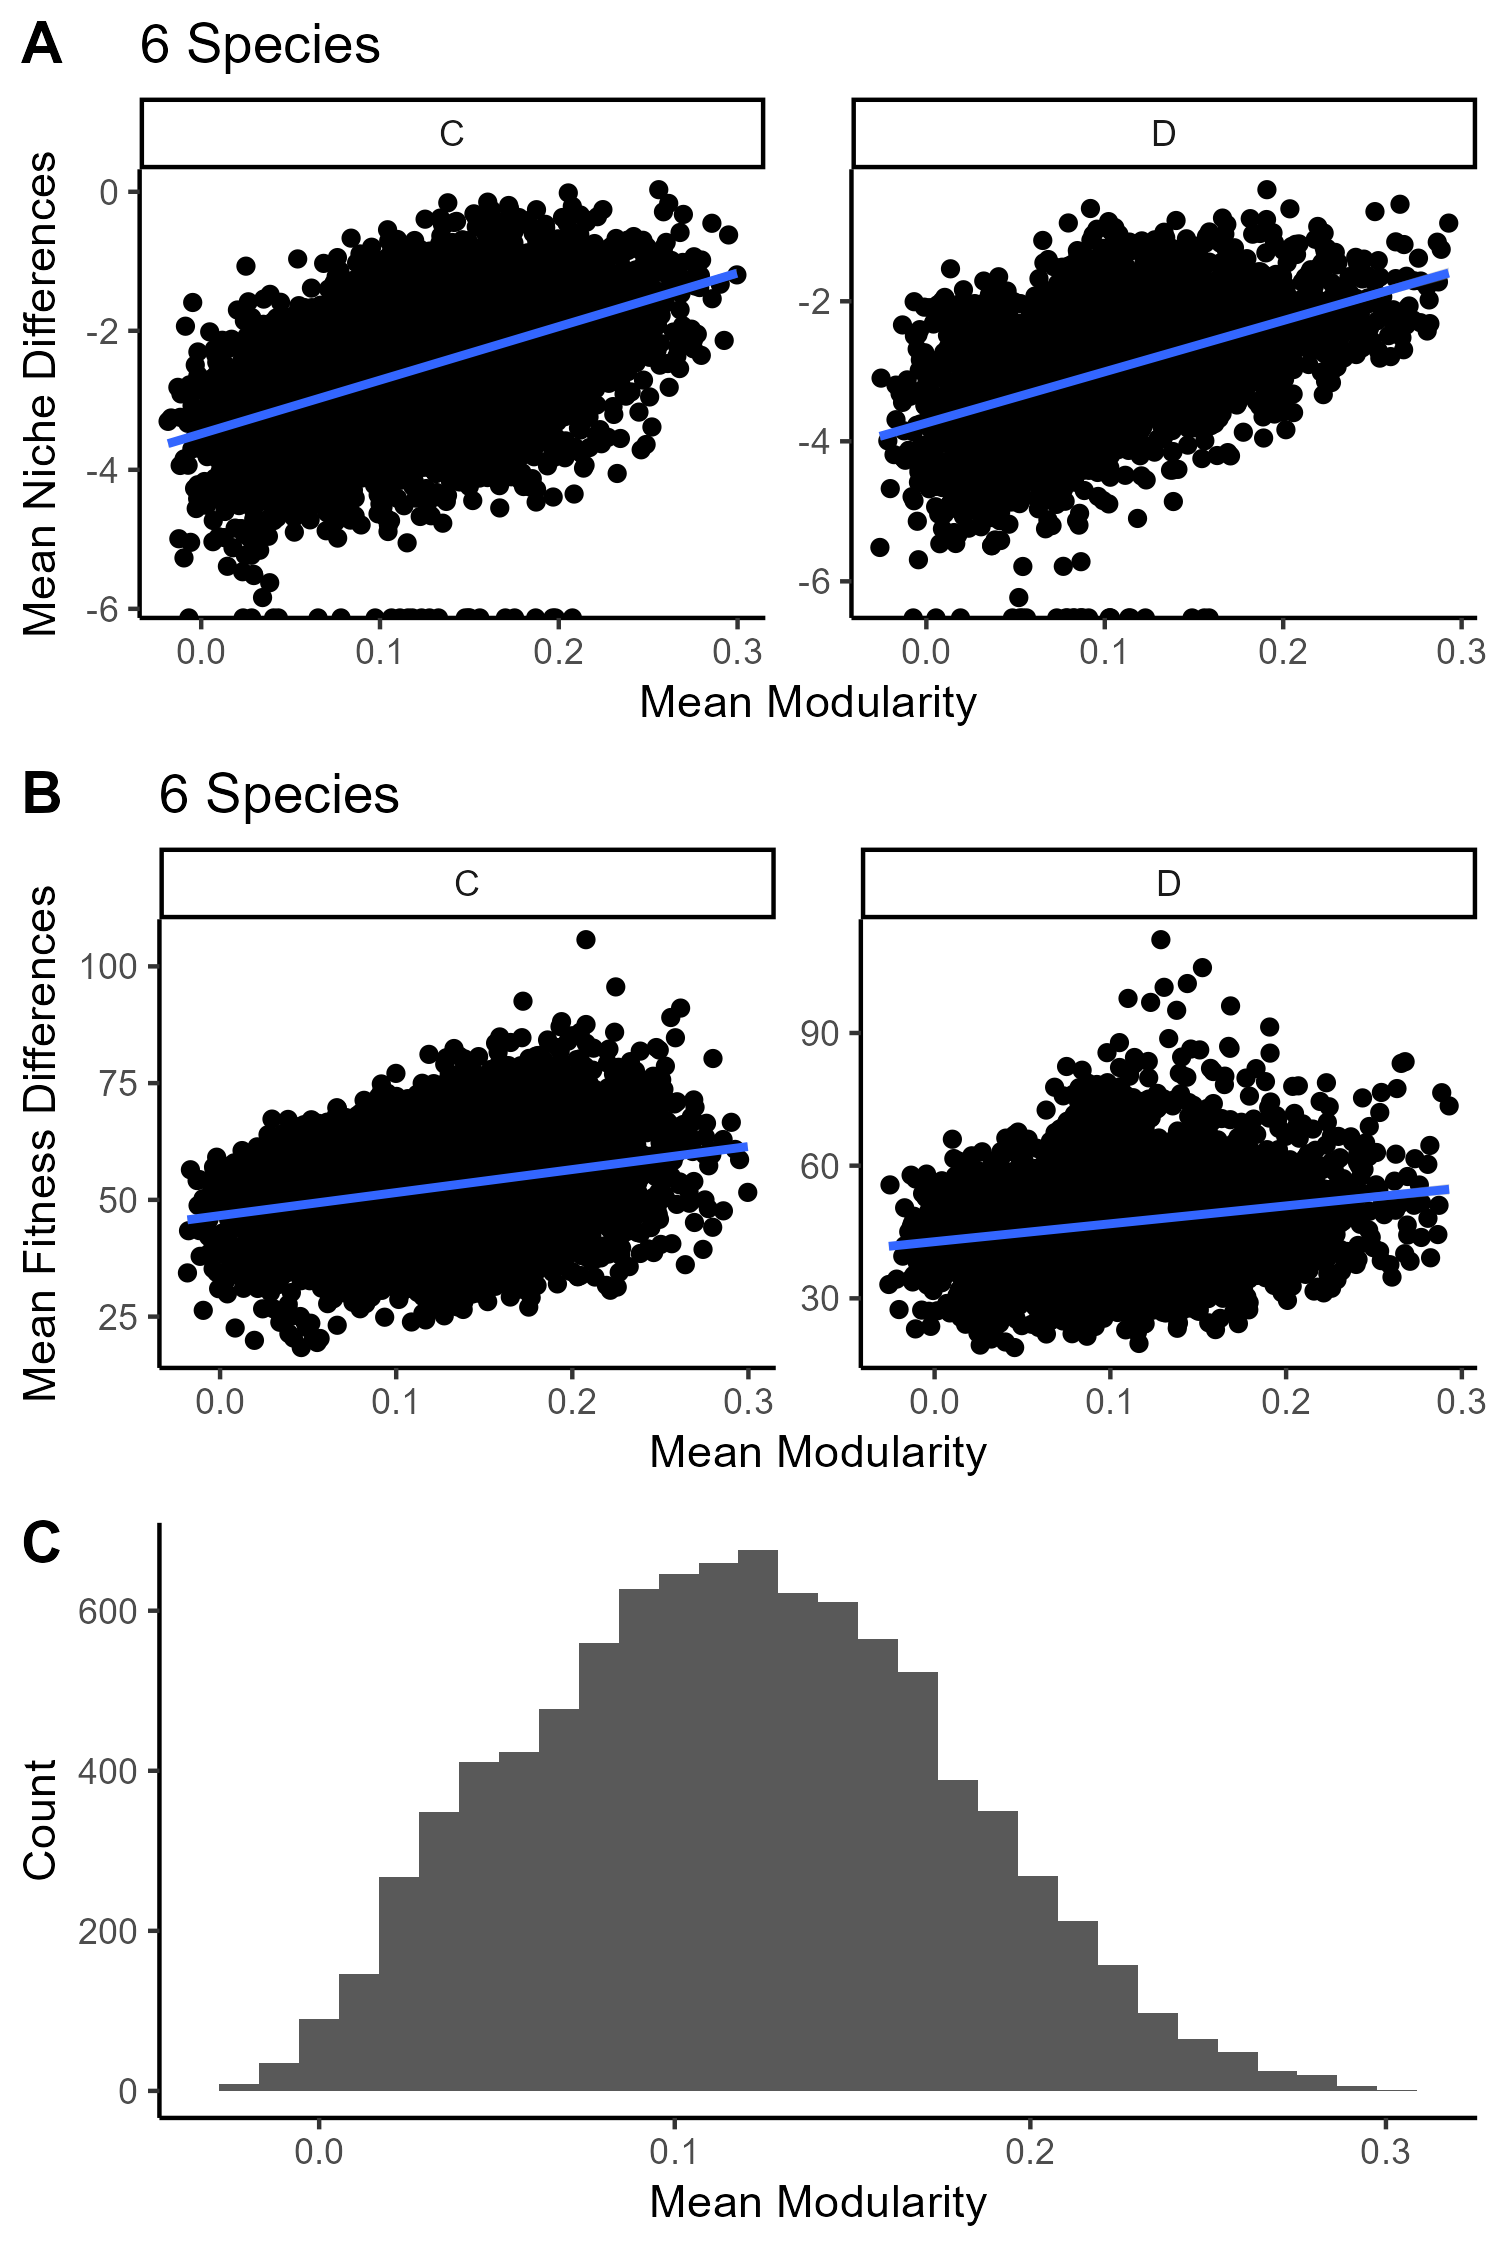 A 6 Species
C D
Mean Niche Differences
0
-2
-4
-6
-2
-4
-6
0.0 0.1 0.2 0.3 0.0 0.1 0.2 0.3
Mean Modularity
B 6 Species
C D
Mean Fitness Differences
100
75
50
25
90
60
30
0.0 0.1 0.2 0.3 0.0 0.1 0.2 0.3
Mean Modularity
C
Count
600
400
200
0
0.0 0.1 0.2 0.3
Mean Modularity